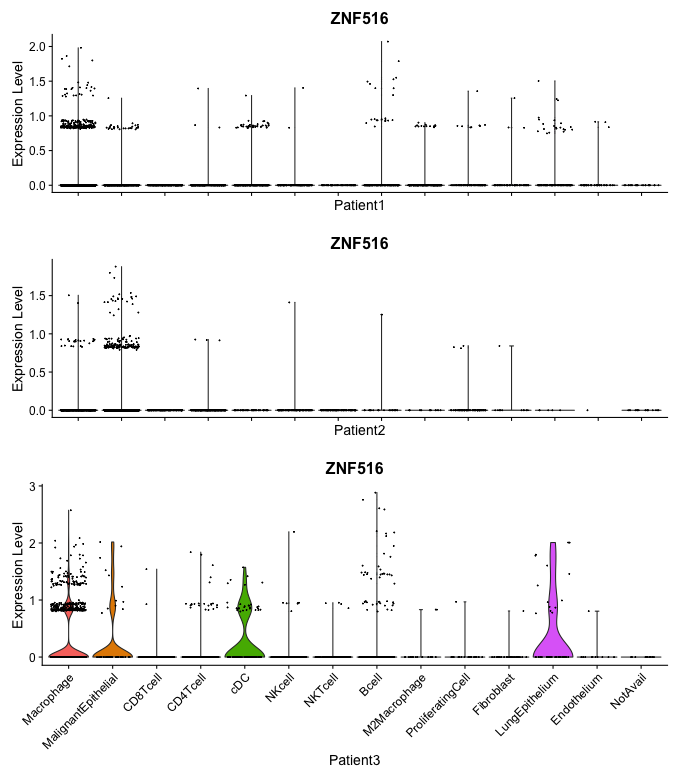 ZNF516
Expression Level
2.0
1.5
1.0
0.5
0.0
Patient1
ZNF516
Expression Level
1.5
1.0
0.5
0.0
Patient2
ZNF516
Expression Level
3
2
1
0
Macrophage
MalignantEpithelial
CD8Tcell
CD4Tcell
cDC
NKcell
NKTcell
Bcell
M2Macrophage
ProliferatingCell
Fibroblast
LungEpithelium
Endothelium
NotAvail
Patient3